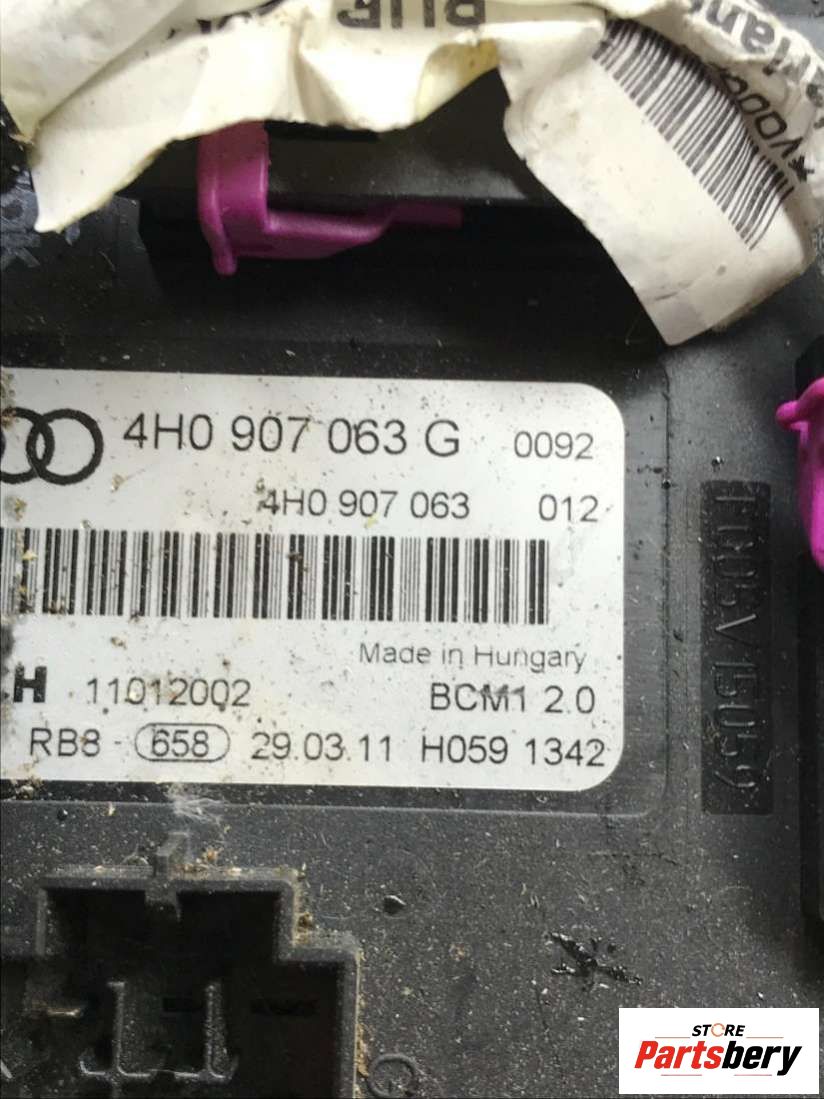 4H0 907 063 G 0092
4H0 907 063 012
Made in Hungary
H 11012002 BCM1 2.0
RB8 - 658 29.03.11 H059 1342
STORE
Partsbery